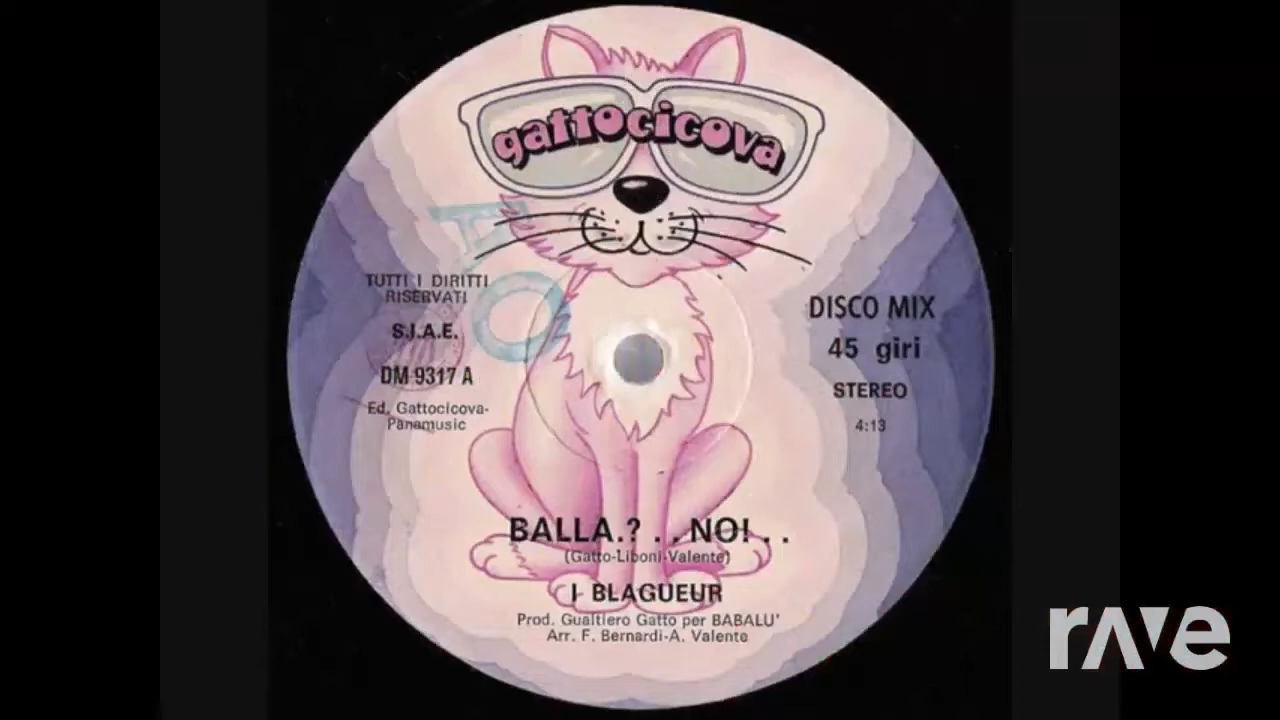 gattocicova
TUTTI I DIRITTI
RISERVATI
S.I.A.E.
DM 9317 A
Ed. Gattocicova-
Panamusic
DISCO MIX
45 giri
STEREO
4:13
BALLA.? . . NO! . .
(Gatto-Liboni-Valente)
I BLAGUEUR
Prod. Gualtiero Gatto per BABALU'
Arr. F. Bernardi-A. Valente
rave